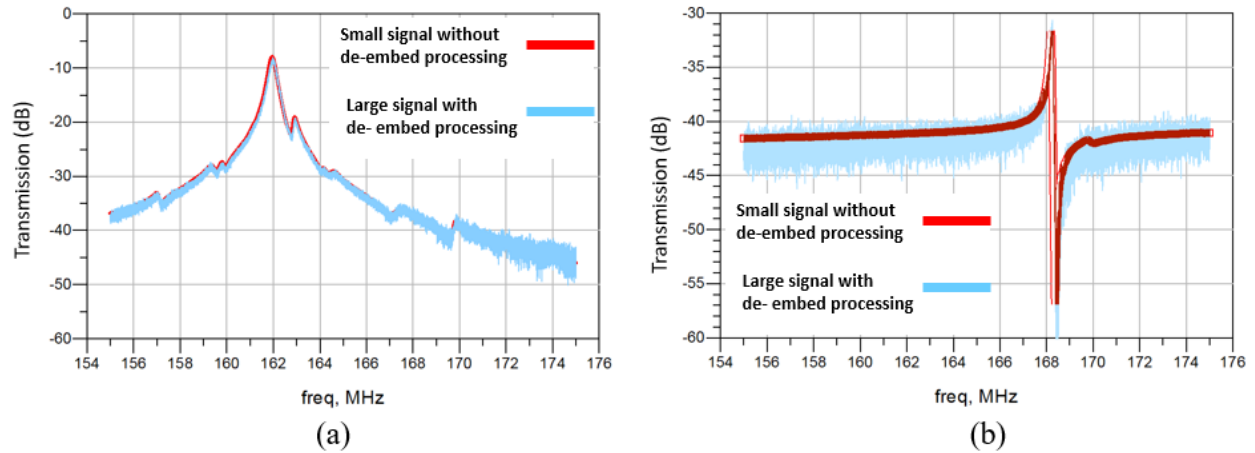 0
-10
-20
-30
-40
-50
-60
Transmission (dB)
Small signal without
de-embed processing
Large signal with
de- embed processing
154 156 158 160 162 164 166 168 170 172 174 176
freq, MHz
(a)
-30
-35
-40
-45
-50
-55
-60
Transmission (dB)
Small signal without
de-embed processing
Large signal with
de- embed processing
154 156 158 160 162 164 166 168 170 172 174 176
freq, MHz
(b)